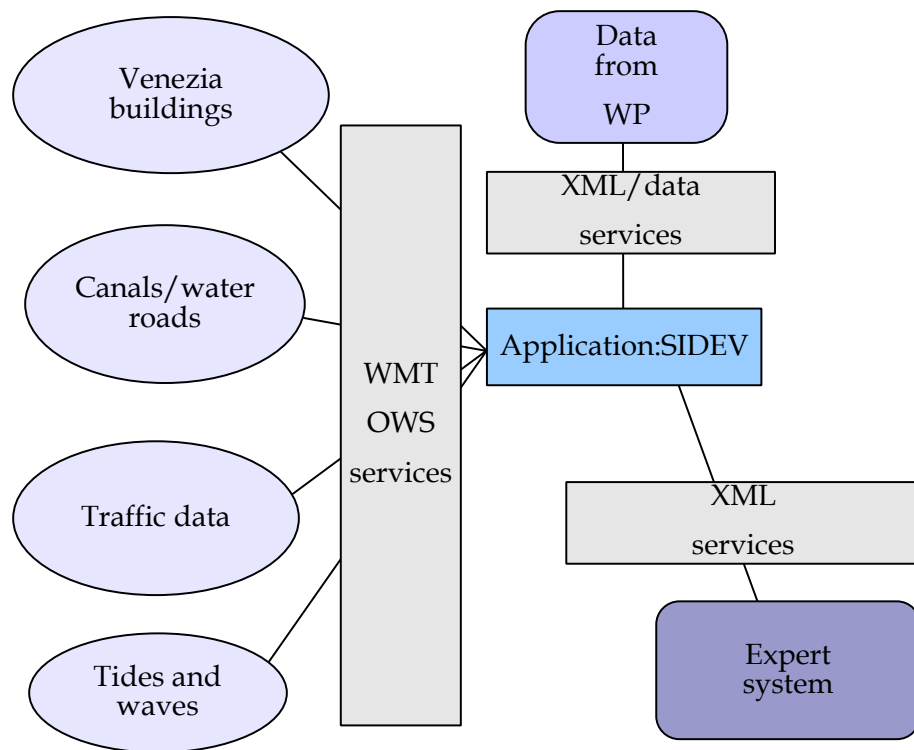 Venezia
buildings
Canals/water
roads
Traffic data
Tides and
waves
WMT
OWS
services
Data
from
WP
XML/data
services
Application:SIDEV
XML
services
Expert
system